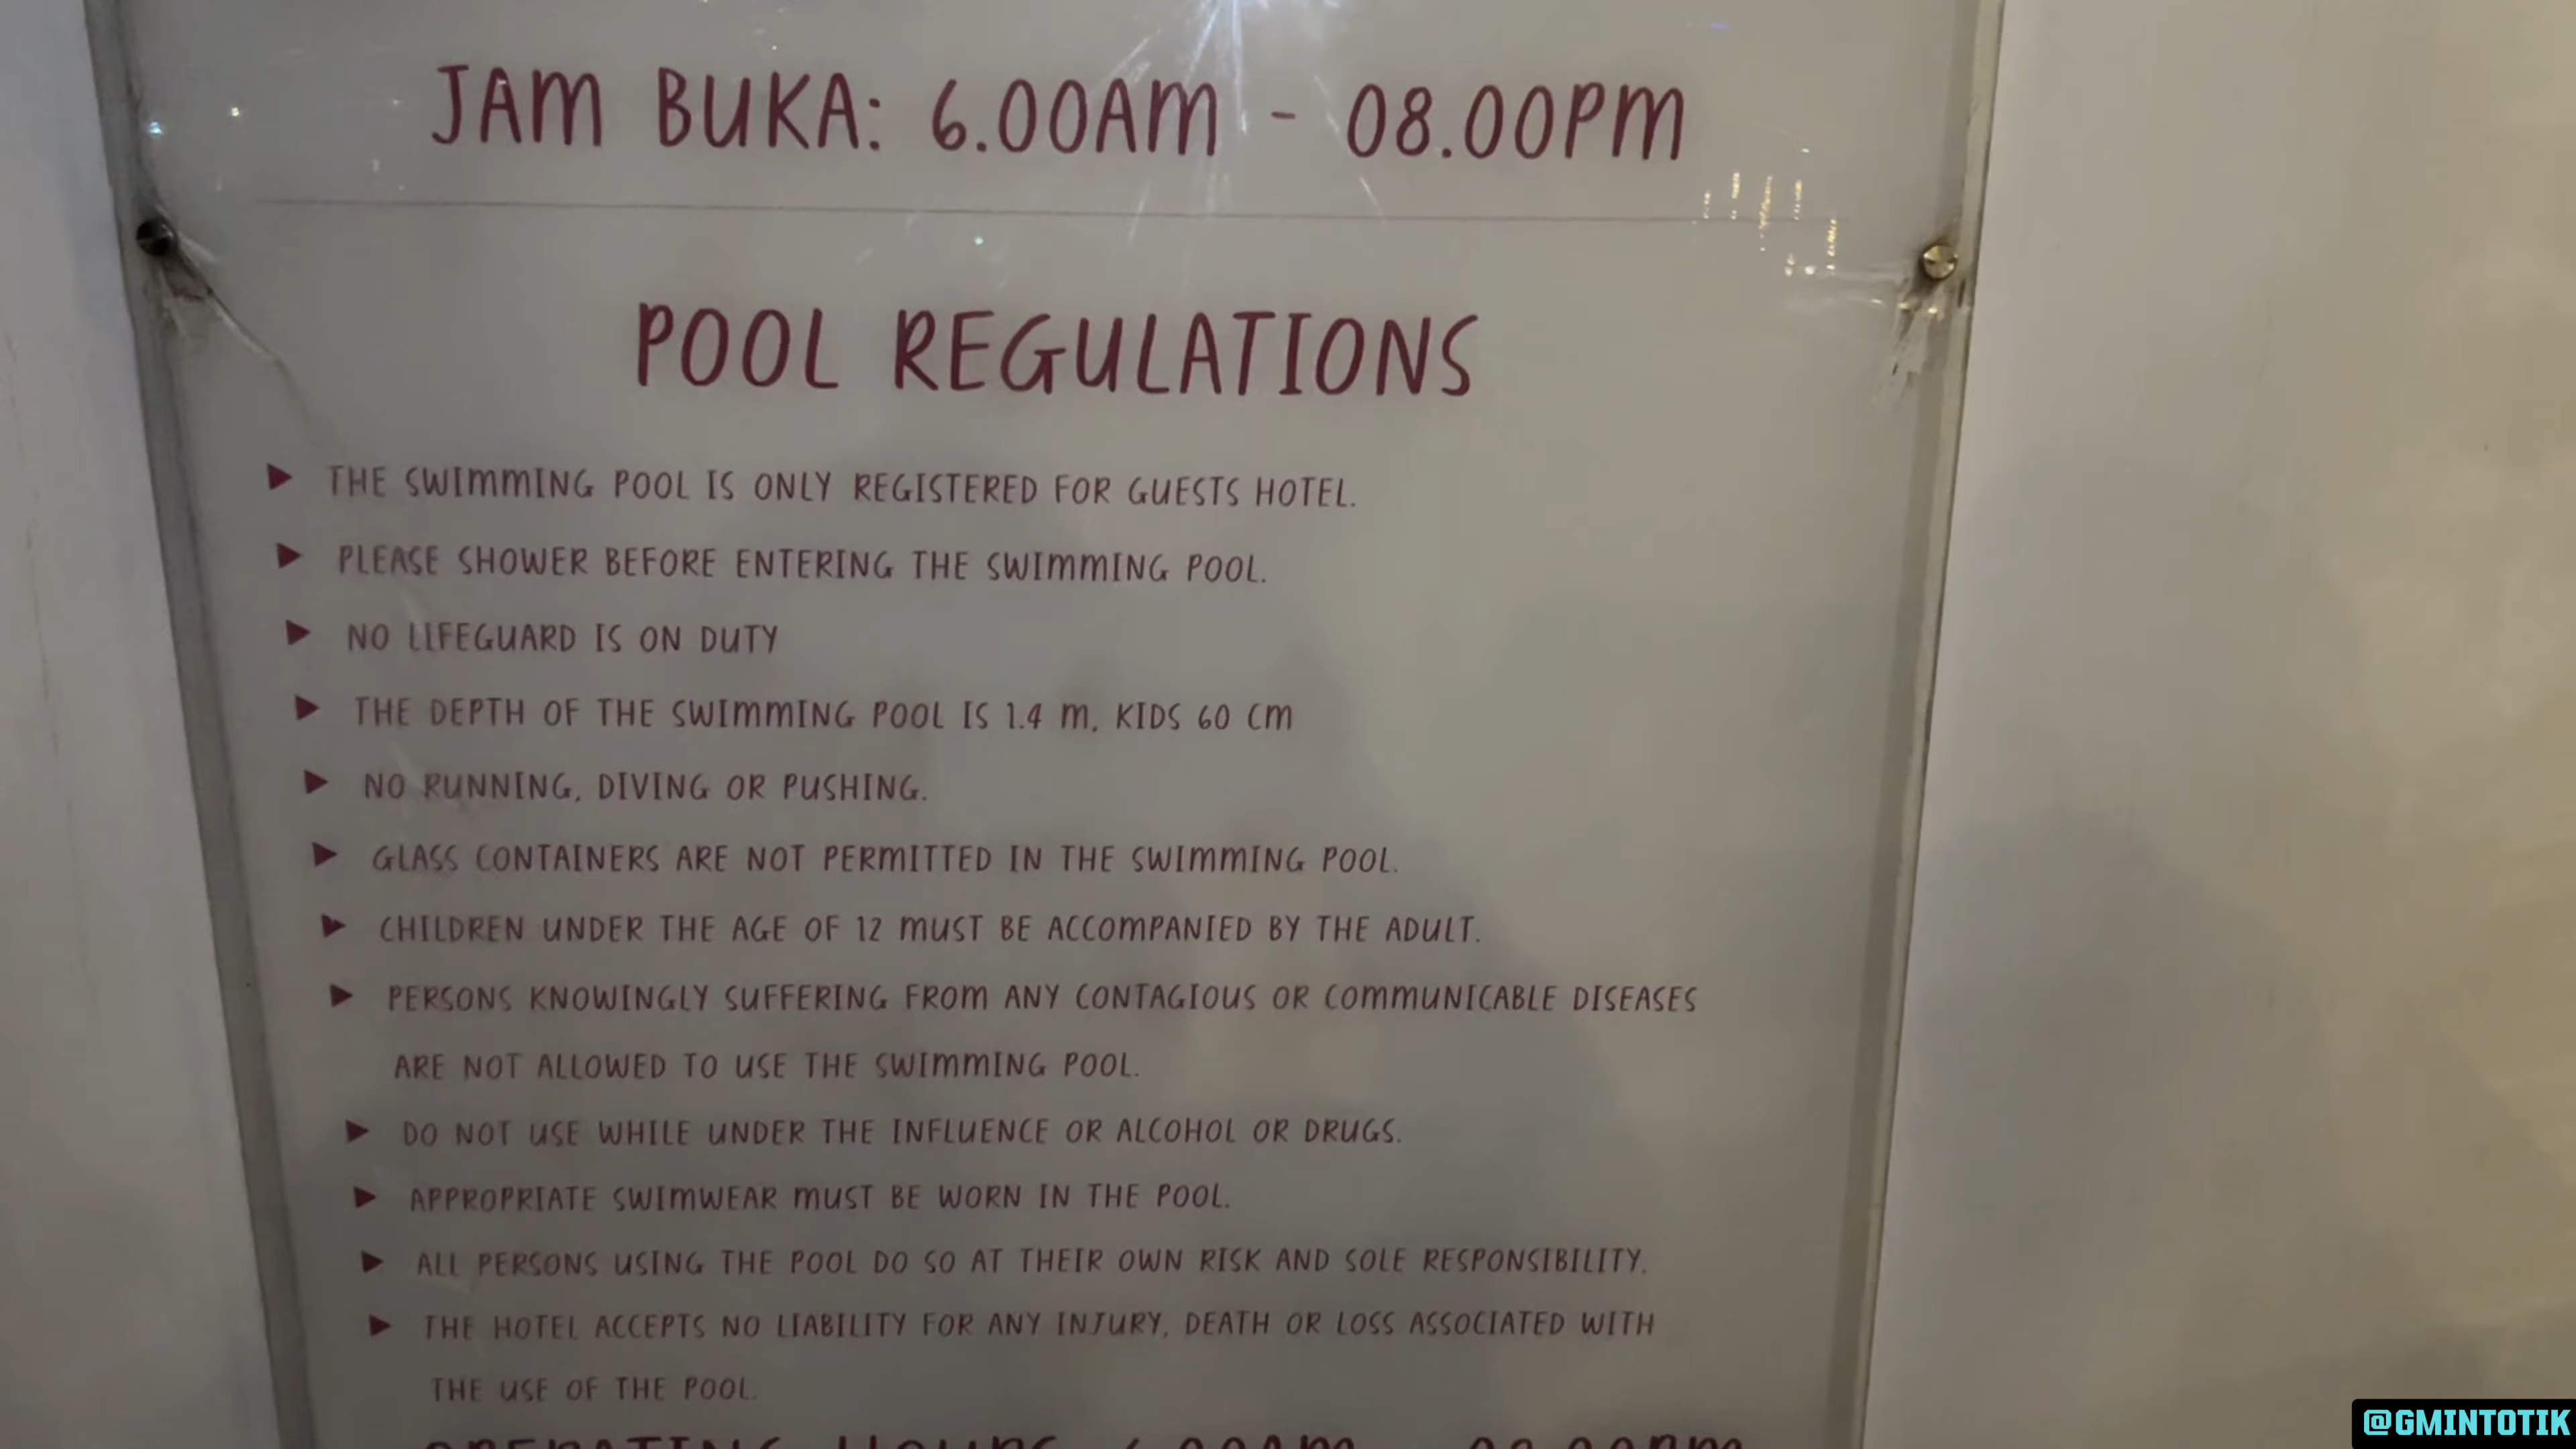 JAM BUKA: 6.00AM - 08.00PM
POOL REGULATIONS
▶ THE SWIMMING POOL IS ONLY REGISTERED FOR GUESTS HOTEL.
▶ PLEASE SHOWER BEFORE ENTERING THE SWIMMING POOL.
▶ NO LIFEGUARD IS ON DUTY
▶ THE DEPTH OF THE SWIMMING POOL IS 1.4 m, KIDS 60 cm
▶ NO RUNNING, DIVING OR PUSHING.
▶ GLASS CONTAINERS ARE NOT PERMITTED IN THE SWIMMING POOL.
▶ CHILDREN UNDER THE AGE OF 12 MUST BE ACCOMPANIED BY THE ADULT.
▶ PERSONS KNOWINGLY SUFFERING FROM ANY CONTAGIOUS OR COMMUNICABLE DISEASES
ARE NOT ALLOWED TO USE THE SWIMMING POOL.
▶ DO NOT USE WHILE UNDER THE INFLUENCE OR ALCOHOL OR DRUGS.
▶ APPROPRIATE SWIMWEAR MUST BE WORN IN THE POOL.
▶ ALL PERSONS USING THE POOL DO SO AT THEIR OWN RISK AND SOLE RESPONSIBILITY.
▶ THE HOTEL ACCEPTS NO LIABILITY FOR ANY INJURY, DEATH OR LOSS ASSOCIATED WITH
THE USE OF THE POOL.
OPERATING HOURS 6.00AM - 08.00PM
@GMINTOTIK